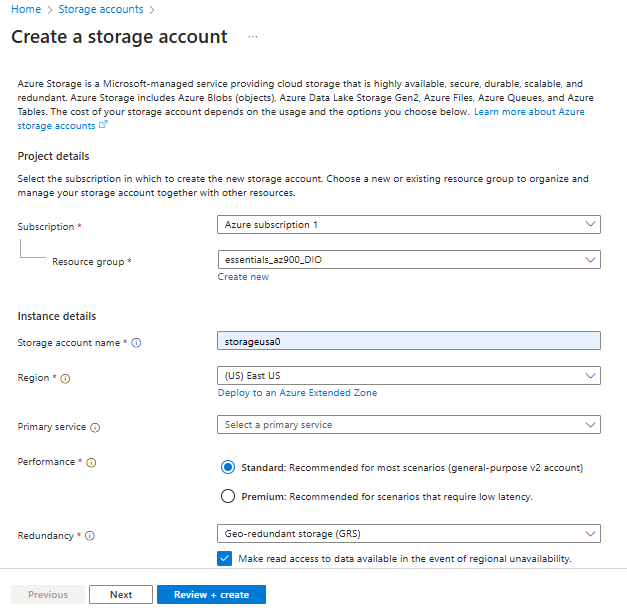 Home > Storage accounts >
Create a storage account ...
Azure Storage is a Microsoft-managed service providing cloud storage that is highly available, secure, durable, scalable, and
redundant. Azure Storage includes Azure Blobs (objects), Azure Data Lake Storage Gen2, Azure Files, Azure Queues, and Azure
Tables. The cost of your storage account depends on the usage and the options you choose below. Learn more about Azure
storage accounts
Project details
Select the subscription in which to create the new storage account. Choose a new or existing resource group to organize and
manage your storage account together with other resources.
Subscription * Azure subscription 1
Resource group * essentials_az900_DIO
Create new
Instance details
Storage account name * storageusa0
Region * (US) East US
Deploy to an Azure Extended Zone
Primary service Select a primary service
Performance * Standard: Recommended for most scenarios (general-purpose v2 account)
Premium: Recommended for scenarios that require low latency.
Redundancy * Geo-redundant storage (GRS)
Make read access to data available in the event of regional unavailability.
Previous Next Review + create